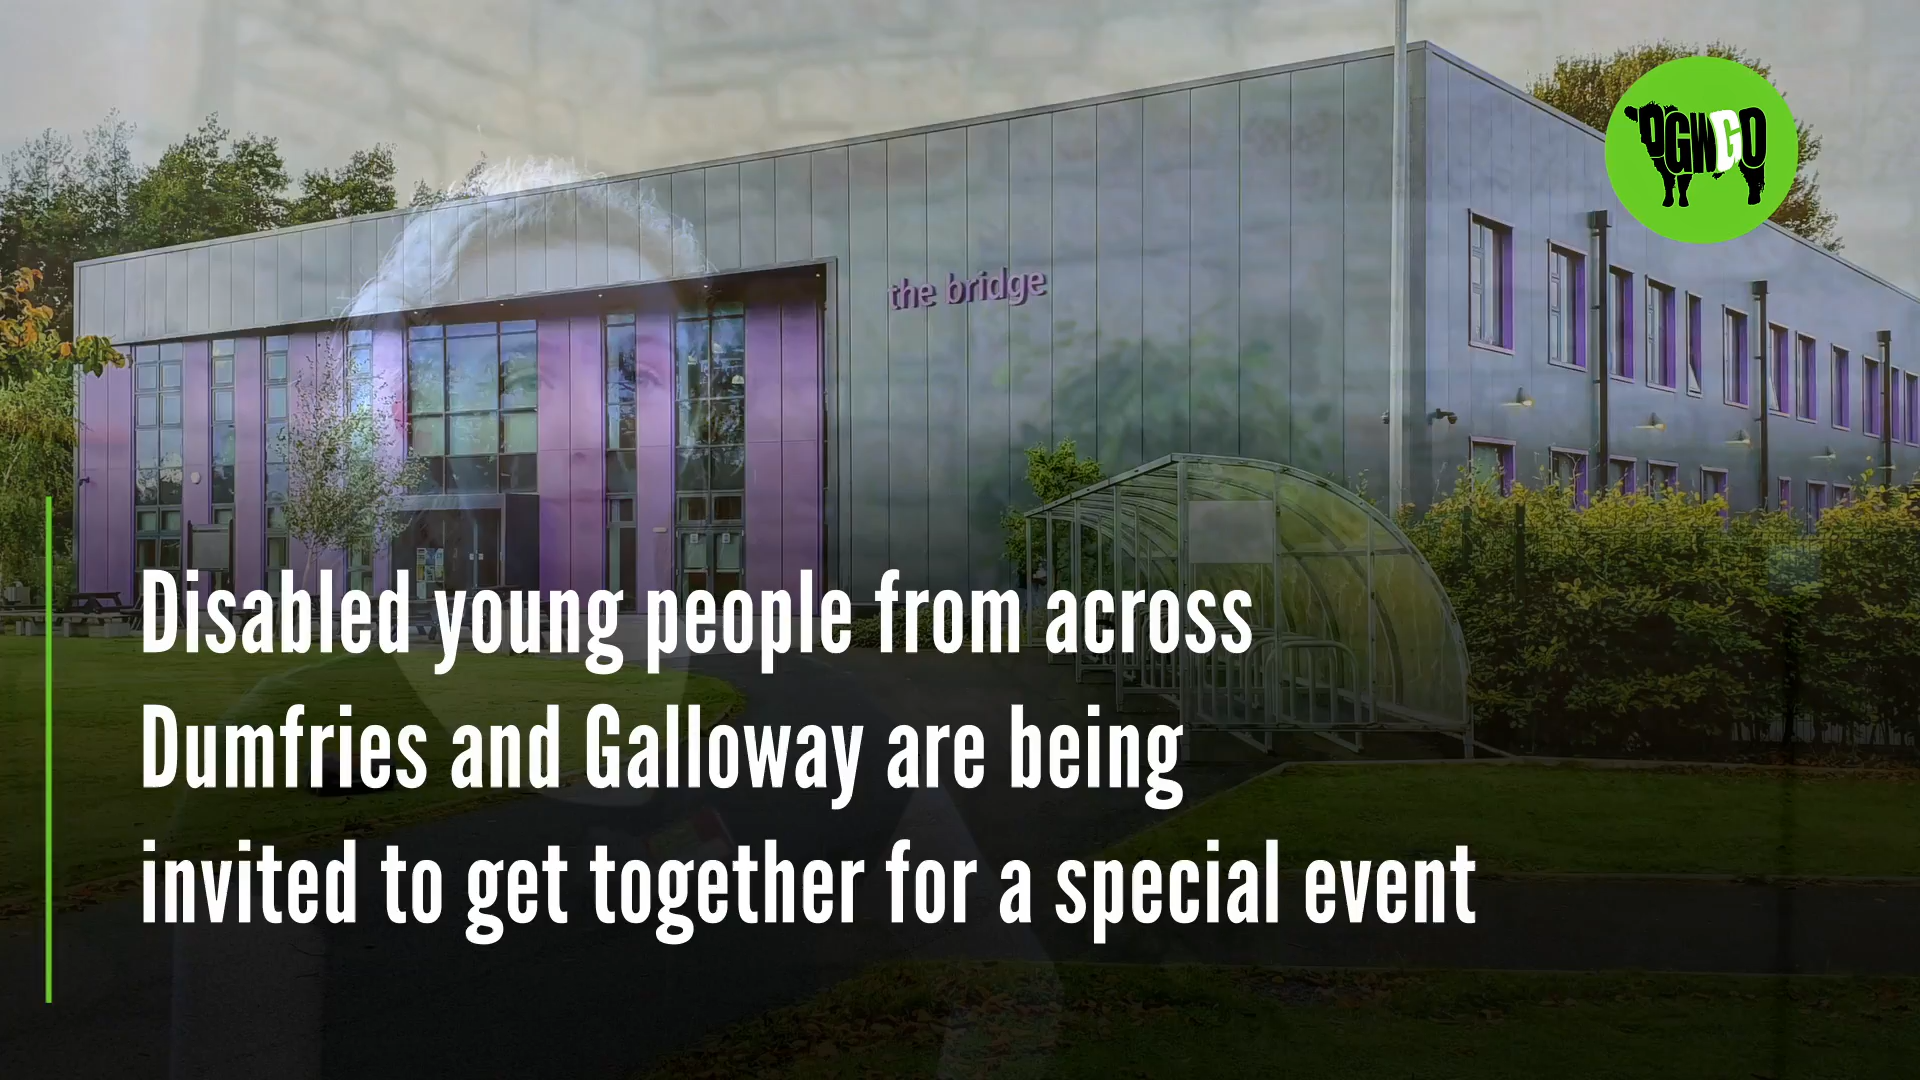 DGWGO
the bridge
Disabled young people from across
Dumfries and Galloway are being
invited to get together for a special event